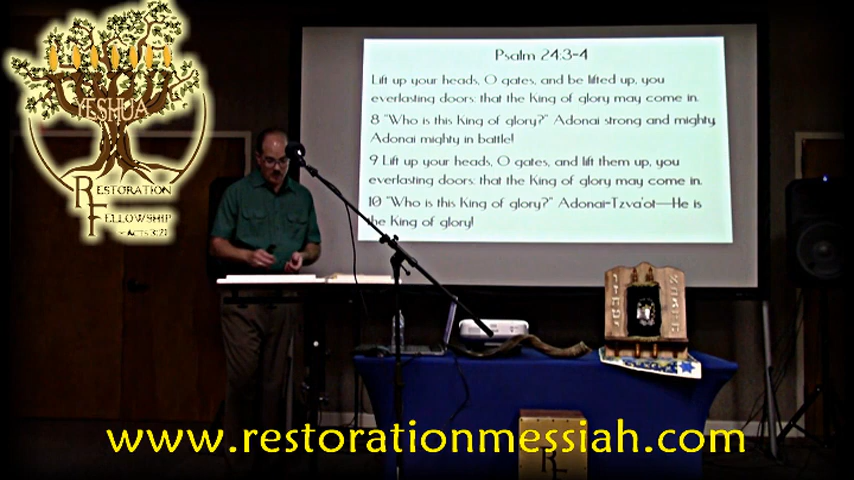 YESHUA
RESTORATION
FELLOWSHIP
ACTS 3:21
Psalm 24:3-4
Lift up your heads, O gates, and be lifted up, you
everlasting doors: that the King of glory may come in.
8 "Who is this King of glory?" Adonai strong and mighty,
Adonai mighty in battle!
9 Lift up your heads, O gates, and lift them up, you
everlasting doors: that the King of glory may come in.
10 "Who is this King of glory?" Adonai-Tzva'ot—He is
the King of glory!
www.restorationmessiah.com
RF